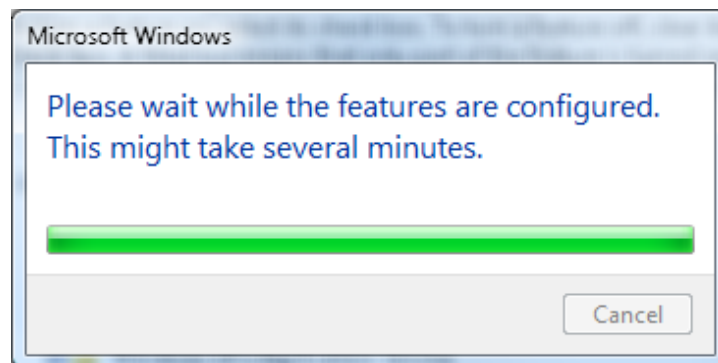 Microsoft Windows
Please wait while the features are configured.
This might take several minutes.
Cancel